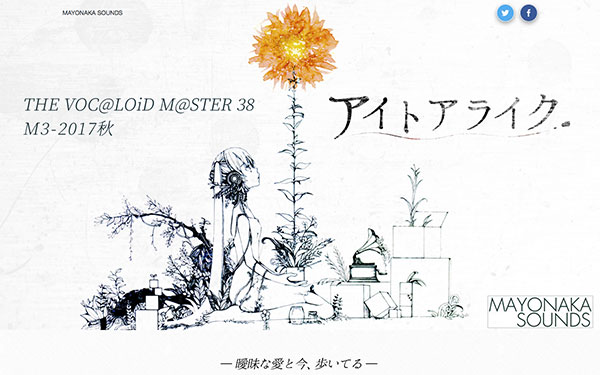 MAYONAKA SOUNDS
THE VOC@LOiD M@STER 38
M3-2017秋
アイトアライク
MAYONAKA
SOUNDS
― 曖昧な愛と今、歩いてる ―